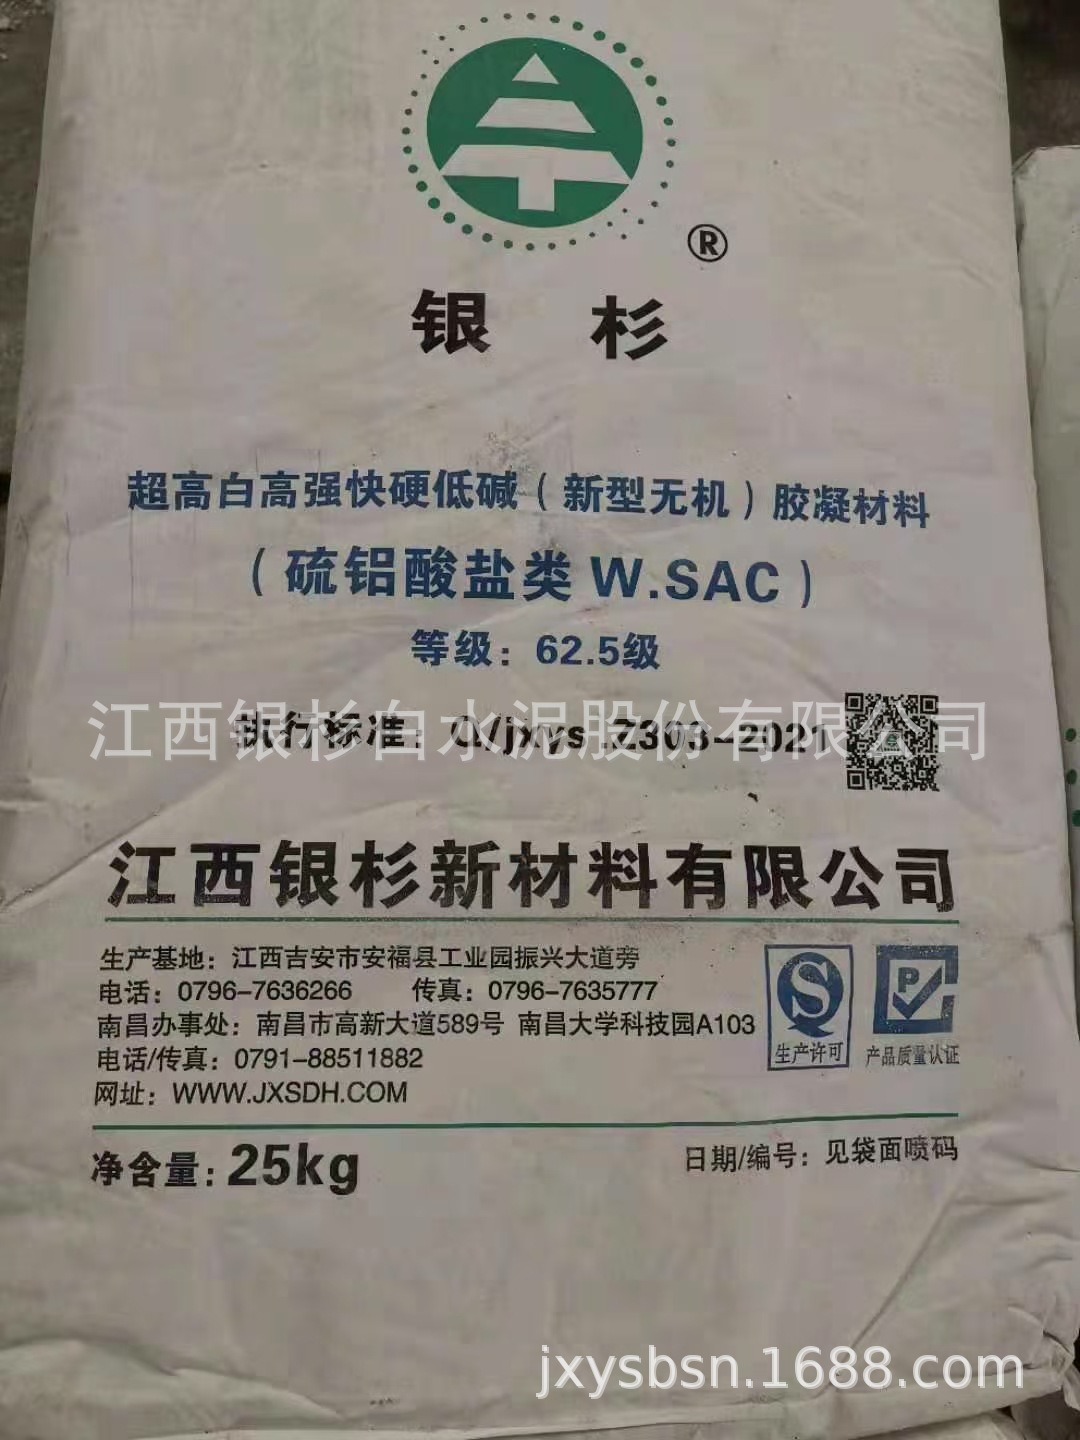 ®
银杉
超高白高强快硬低碱(新型无机)胶凝材料
(硫铝酸盐类 W.SAC)
等级：62.5级
执行标准：Q/jxys Z303-2021
江西银杉白水泥股份有限公司
江西银杉新材料有限公司
生产基地：江西吉安市安福县工业园振兴大道旁
电话：0796-7636266 传真：0796-7635777
南昌办事处：南昌市高新大道589号 南昌大学科技园A103
电话/传真：0791-88511882
网址：WWW.JXSDH.COM
S
生产许可
P
产品质量认证
净含量：25kg
日期/编号：见袋面喷码
jxysbsn.1688.com